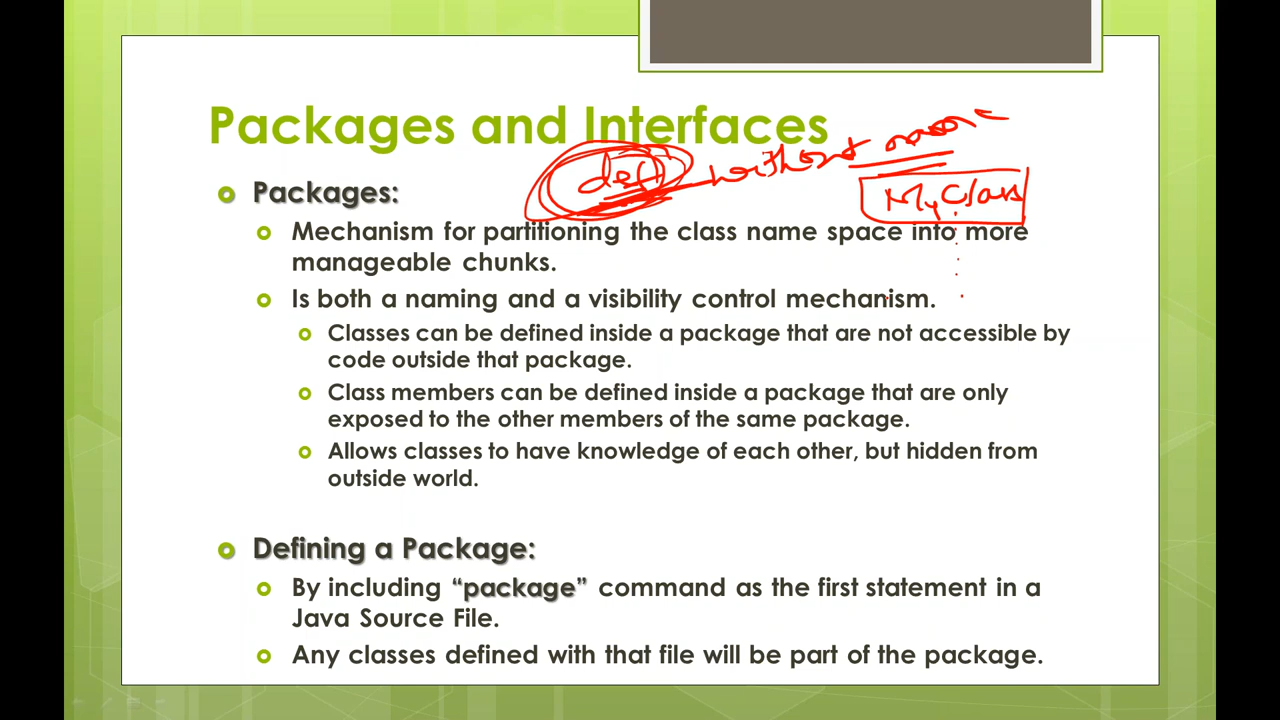 Packages and Interfaces
def without name
MyClass
Packages:
Mechanism for partitioning the class name space into more
manageable chunks.
Is both a naming and a visibility control mechanism.
Classes can be defined inside a package that are not accessible by
code outside that package.
Class members can be defined inside a package that are only
exposed to the other members of the same package.
Allows classes to have knowledge of each other, but hidden from
outside world.
Defining a Package:
By including “package” command as the first statement in a
Java Source File.
Any classes defined with that file will be part of the package.